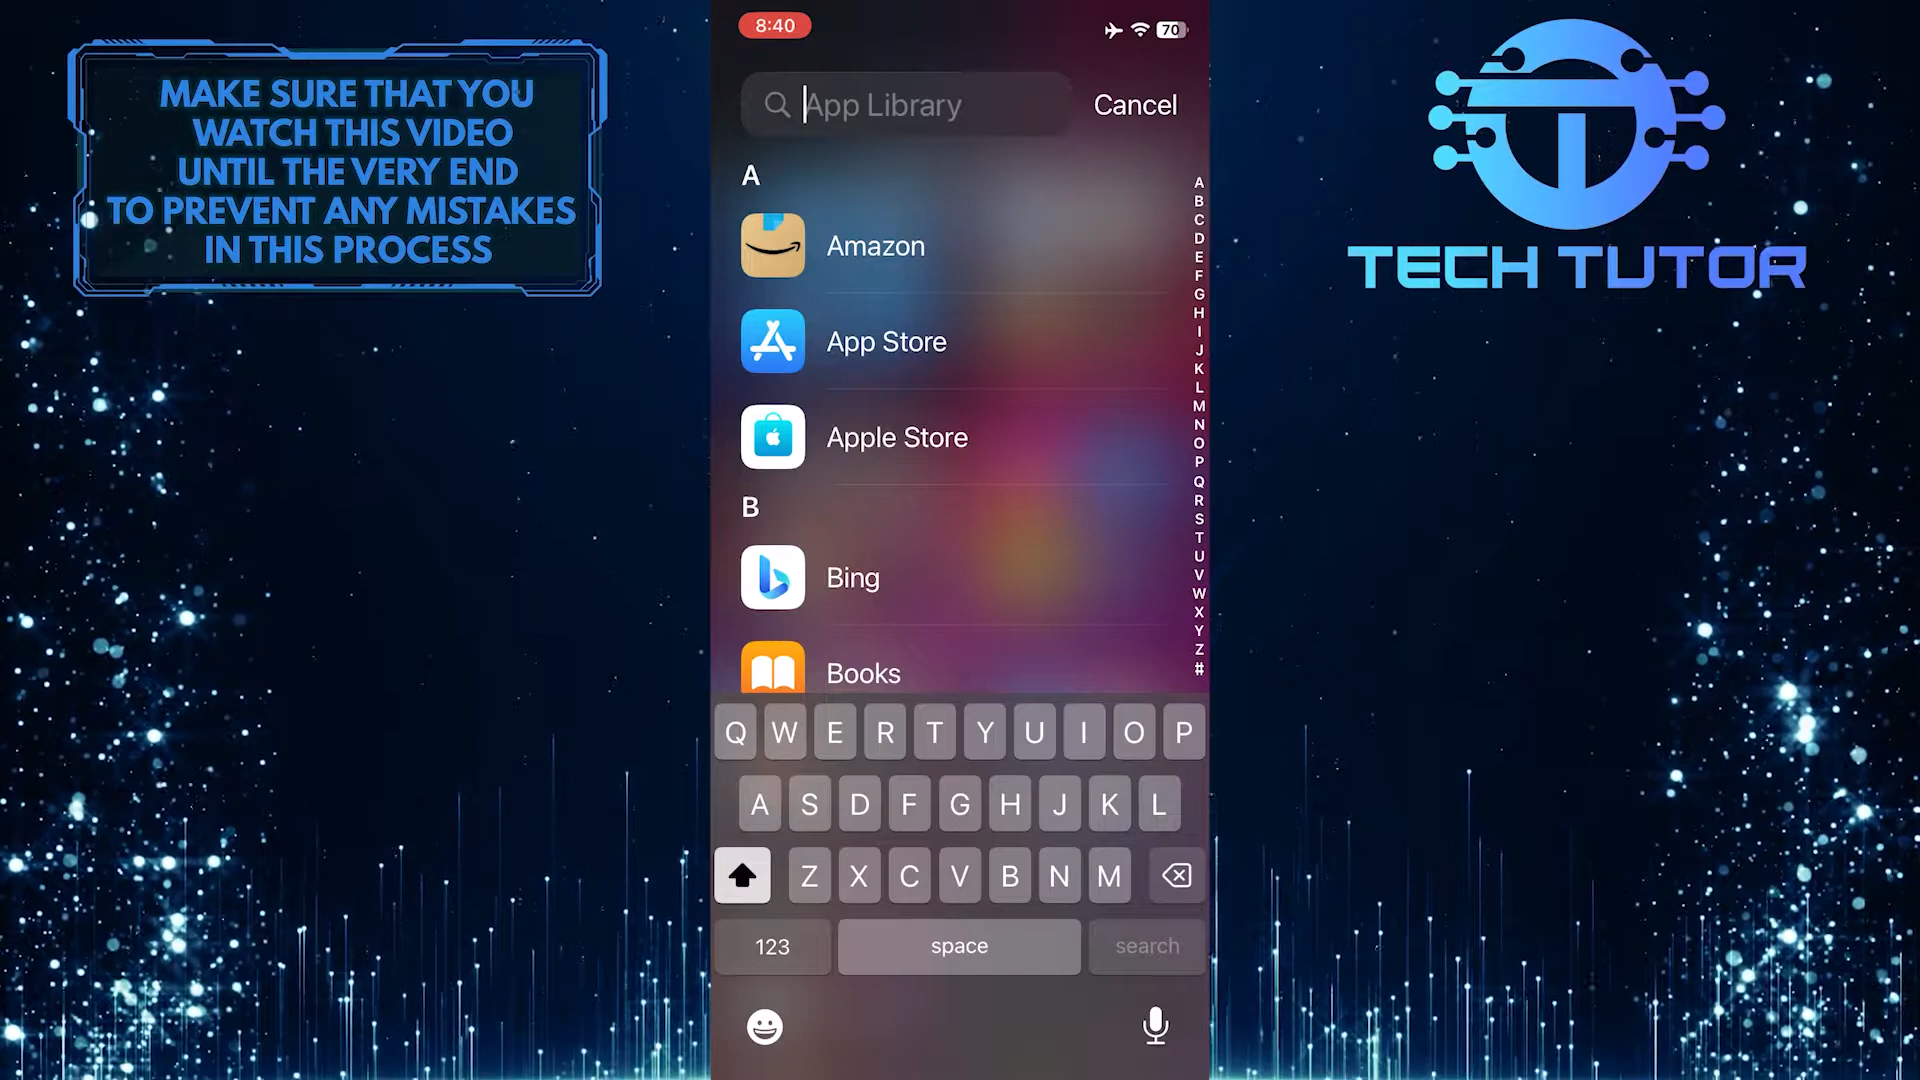 MAKE SURE THAT YOU
WATCH THIS VIDEO
UNTIL THE VERY END
TO PREVENT ANY MISTAKES
IN THIS PROCESS
8:40
70
App Library
Cancel
A
Amazon
App Store
Apple Store
B
Bing
Books
A
B
C
D
E
F
G
H
I
J
K
L
M
N
O
P
Q
R
S
T
U
V
W
X
Y
Z
#
Q W E R T Y U I O P
A S D F G H J K L
Z X C V B N M
123 space search
TECH TUTOR